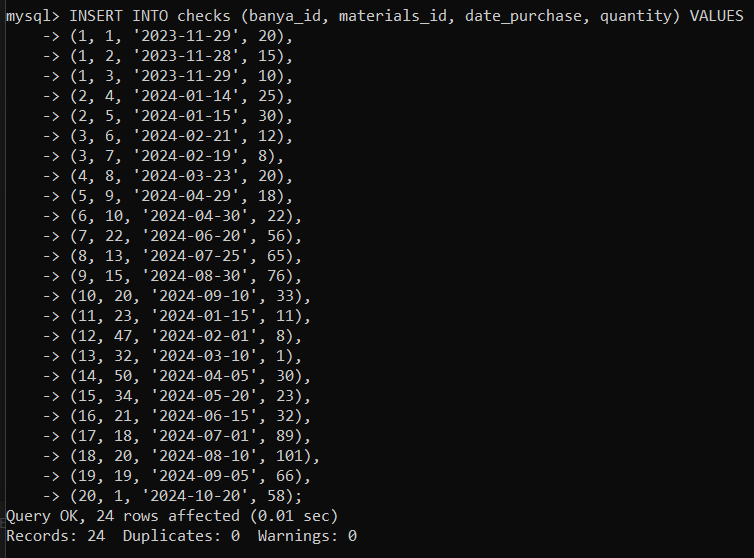 mysql> INSERT INTO checks (banya_id, materials_id, date_purchase, quantity) VALUES
    -> (1, 1, '2023-11-29', 20),
    -> (1, 2, '2023-11-28', 15),
    -> (1, 3, '2023-11-29', 10),
    -> (2, 4, '2024-01-14', 25),
    -> (2, 5, '2024-01-15', 30),
    -> (3, 6, '2024-02-21', 12),
    -> (3, 7, '2024-02-19', 8),
    -> (4, 8, '2024-03-23', 20),
    -> (5, 9, '2024-04-29', 18),
    -> (6, 10, '2024-04-30', 22),
    -> (7, 22, '2024-06-20', 56),
    -> (8, 13, '2024-07-25', 65),
    -> (9, 15, '2024-08-30', 76),
    -> (10, 20, '2024-09-10', 33),
    -> (11, 23, '2024-01-15', 11),
    -> (12, 47, '2024-02-01', 8),
    -> (13, 32, '2024-03-10', 1),
    -> (14, 50, '2024-04-05', 30),
    -> (15, 34, '2024-05-20', 23),
    -> (16, 21, '2024-06-15', 32),
    -> (17, 18, '2024-07-01', 89),
    -> (18, 20, '2024-08-10', 101),
    -> (19, 19, '2024-09-05', 66),
    -> (20, 1, '2024-10-20', 58);
Query OK, 24 rows affected (0.01 sec)
Records: 24  Duplicates: 0  Warnings: 0